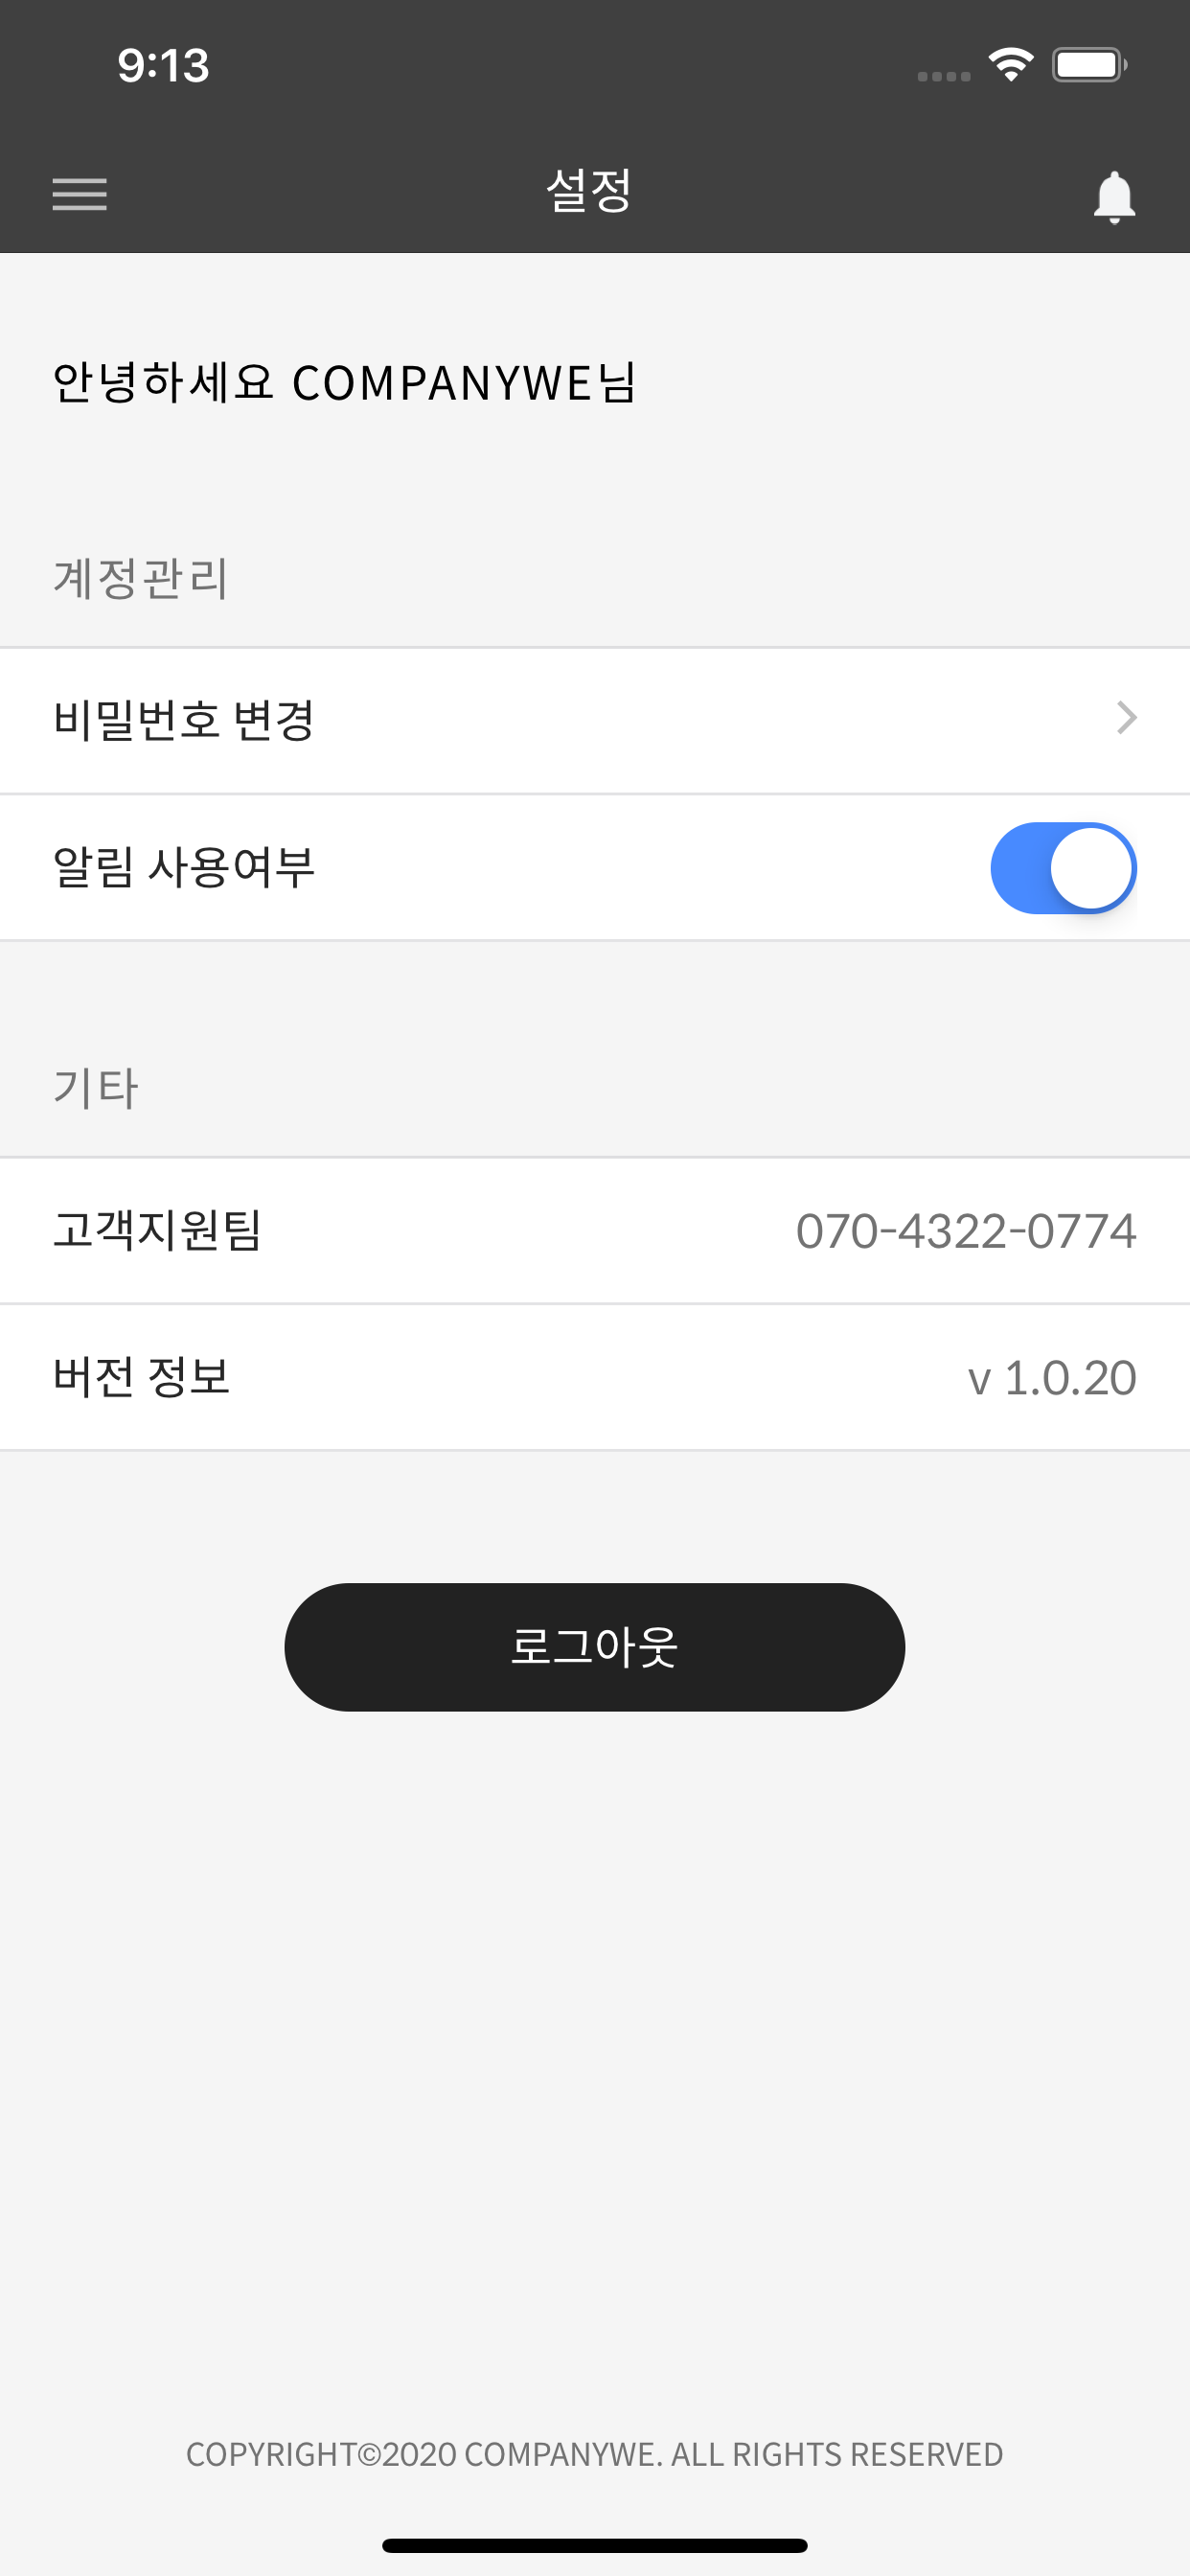 9:13
설정
안녕하세요 COMPANYWE님
계정관리
비밀번호 변경
알림 사용여부
기타
고객지원팀 070-4322-0774
버전 정보 v 1.0.20
로그아웃
COPYRIGHT©2020 COMPANYWE. ALL RIGHTS RESERVED